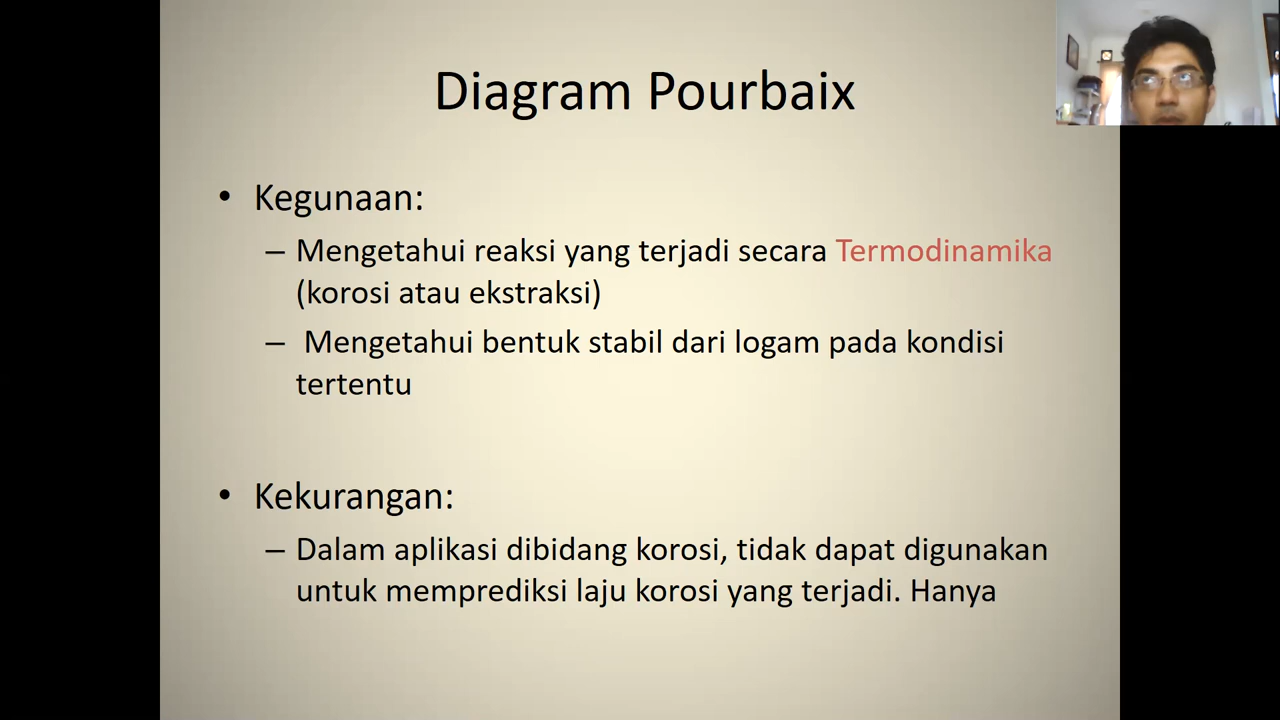 Diagram Pourbaix
• Kegunaan:
– Mengetahui reaksi yang terjadi secara Termodinamika
(korosi atau ekstraksi)
– Mengetahui bentuk stabil dari logam pada kondisi
tertentu
• Kekurangan:
– Dalam aplikasi dibidang korosi, tidak dapat digunakan
untuk memprediksi laju korosi yang terjadi. Hanya